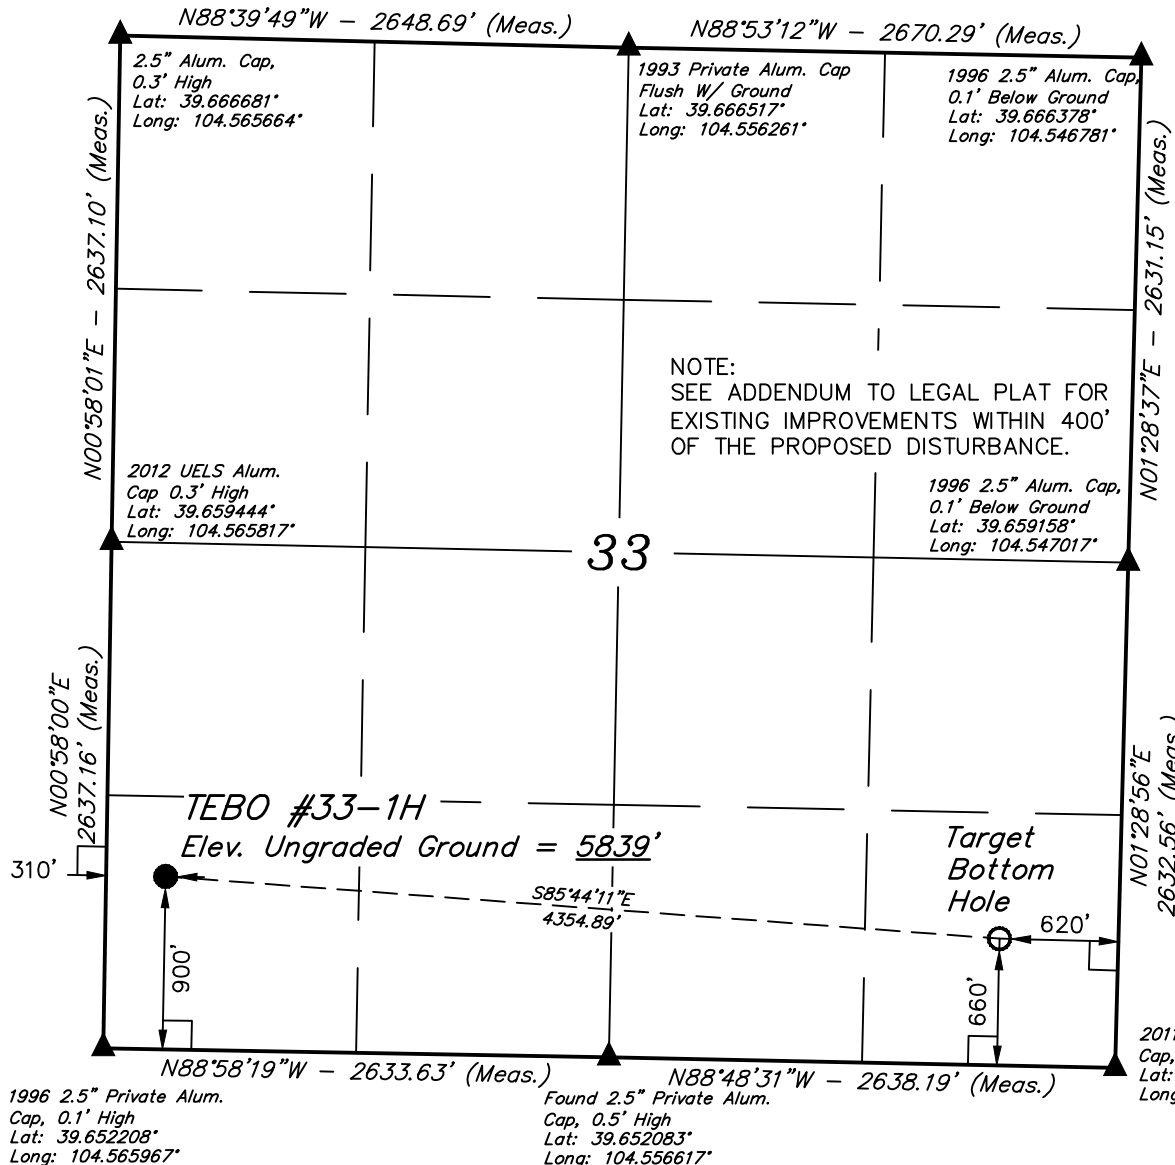 N88°39'49"W - 2648.69' (Meas.)
N88°53'12"W - 2670.29' (Meas.)
2.5" Alum. Cap,
0.3' High
Lat: 39.666681°
Long: 104.565664°
1993 Private Alum. Cap
Flush W/ Ground
Lat: 39.666517°
Long: 104.556261°
1996 2.5" Alum. Cap,
0.1' Below Ground
Lat: 39.666378°
Long: 104.546781°
N00°58'01"E - 2637.10' (Meas.)
N01°28'37"E - 2631.15' (Meas.)
NOTE:
SEE ADDENDUM TO LEGAL PLAT FOR
EXISTING IMPROVEMENTS WITHIN 400'
OF THE PROPOSED DISTURBANCE.
2012 UELS Alum.
Cap 0.3' High
Lat: 39.659444°
Long: 104.565817°
1996 2.5" Alum. Cap,
0.1' Below Ground
Lat: 39.659158°
Long: 104.547017°
33
N00°58'00"E
2637.16' (Meas.)
N01°28'56"E
2632.56' (Meas.)
TEBO #33-1H
Elev. Ungraded Ground = 5839'
Target
Bottom
Hole
310'
S85°44'11"E
4354.89'
620'
900'
660'
N88°58'19"W - 2633.63' (Meas.)
N88°48'31"W - 2638.19' (Meas.)
1996 2.5" Private Alum.
Cap, 0.1' High
Lat: 39.652208°
Long: 104.565967°
Found 2.5" Private Alum.
Cap, 0.5' High
Lat: 39.652083°
Long: 104.556617°
Cap,
Lat: